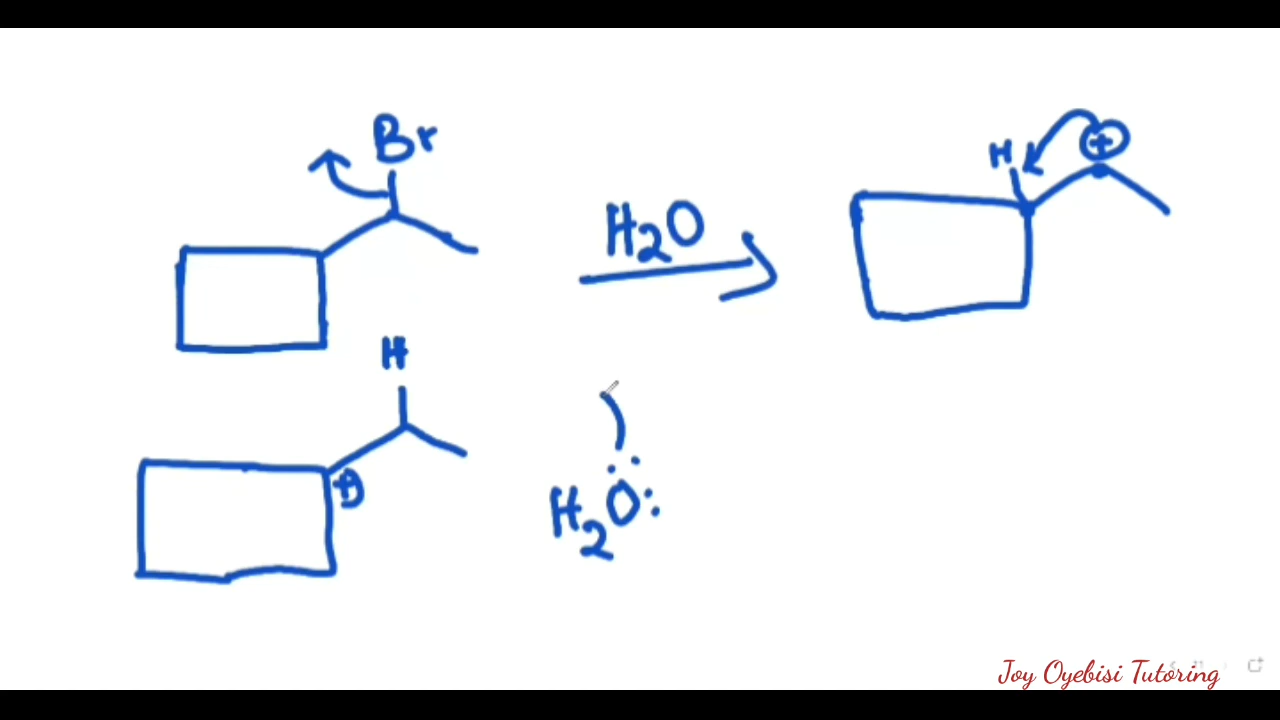 Br
H₂O
H
+
H
+
H₂O:
Joy Oyebisi Tutoring